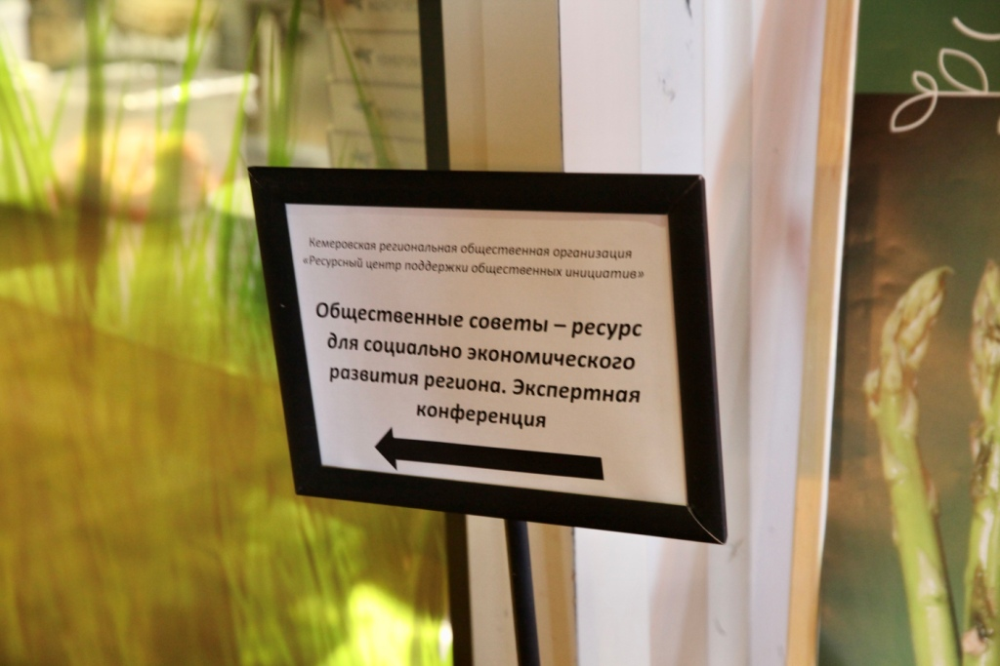 Кемеровская региональная общественная организация
«Ресурсный центр поддержки общественных инициатив»
Общественные советы – ресурс
для социально экономического
развития региона. Экспертная
конференция